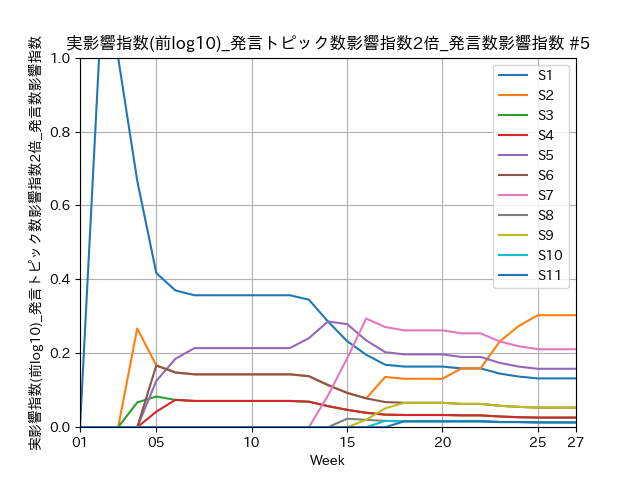 実影響指数(前log10)_発言トピック数影響指数2倍_発言数影響指数 #5
実影響指数(前log10)_発言トピック数影響指数2倍_発言数影響指数
1.0
0.8
0.6
0.4
0.2
0.0
01
05
10
15
20
25
27
Week
S1
S2
S3
S4
S5
S6
S7
S8
S9
S10
S11